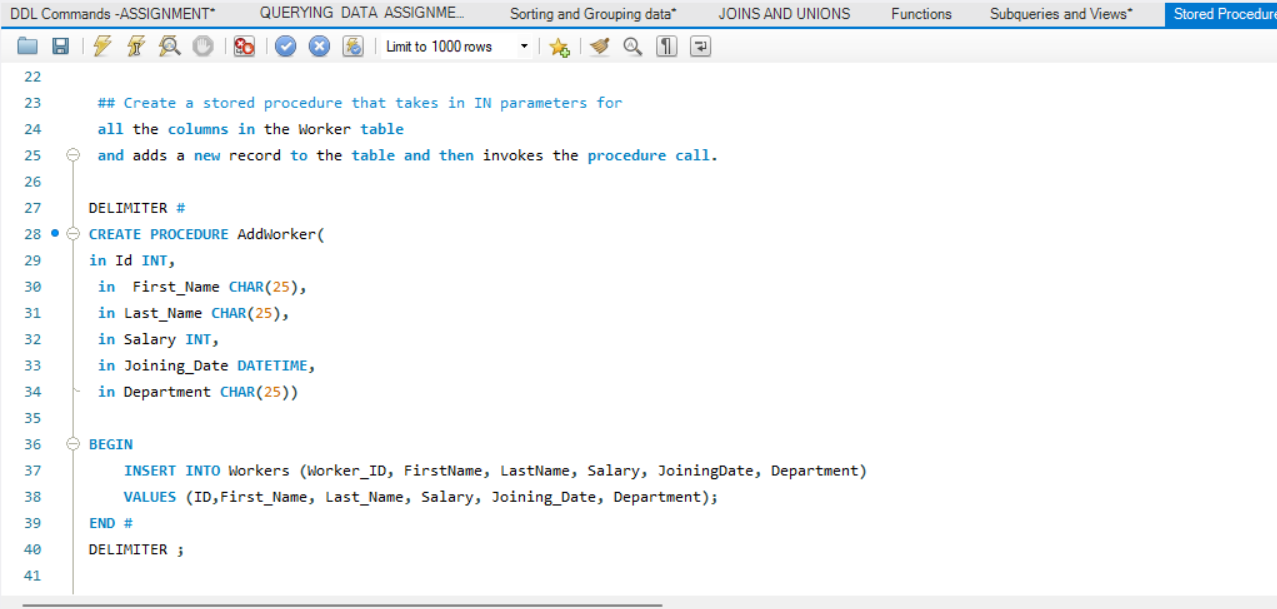 DDL Commands -ASSIGNMENT* QUERYING DATA ASSIGNME... Sorting and Grouping data* JOINS AND UNIONS Functions Subqueries and Views* Stored Procedure
Limit to 1000 rows
22
23 ## Create a stored procedure that takes in IN parameters for
24 all the columns in the Worker table
25 and adds a new record to the table and then invokes the procedure call.
26
27 DELIMITER #
28 CREATE PROCEDURE AddWorker(
29 in Id INT,
30 in First_Name CHAR(25),
31 in Last_Name CHAR(25),
32 in Salary INT,
33 in Joining_Date DATETIME,
34 in Department CHAR(25))
35
36 BEGIN
37 INSERT INTO Workers (Worker_ID, FirstName, LastName, Salary, JoiningDate, Department)
38 VALUES (ID,First_Name, Last_Name, Salary, Joining_Date, Department);
39 END #
40 DELIMITER ;
41